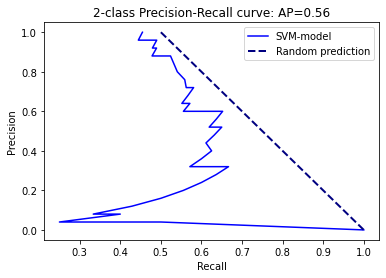 2-class Precision-Recall curve: AP=0.56
SVM-model
Random prediction
Precision
1.0
0.8
0.6
0.4
0.2
0.0
0.3 0.4 0.5 0.6 0.7 0.8 0.9 1.0
Recall